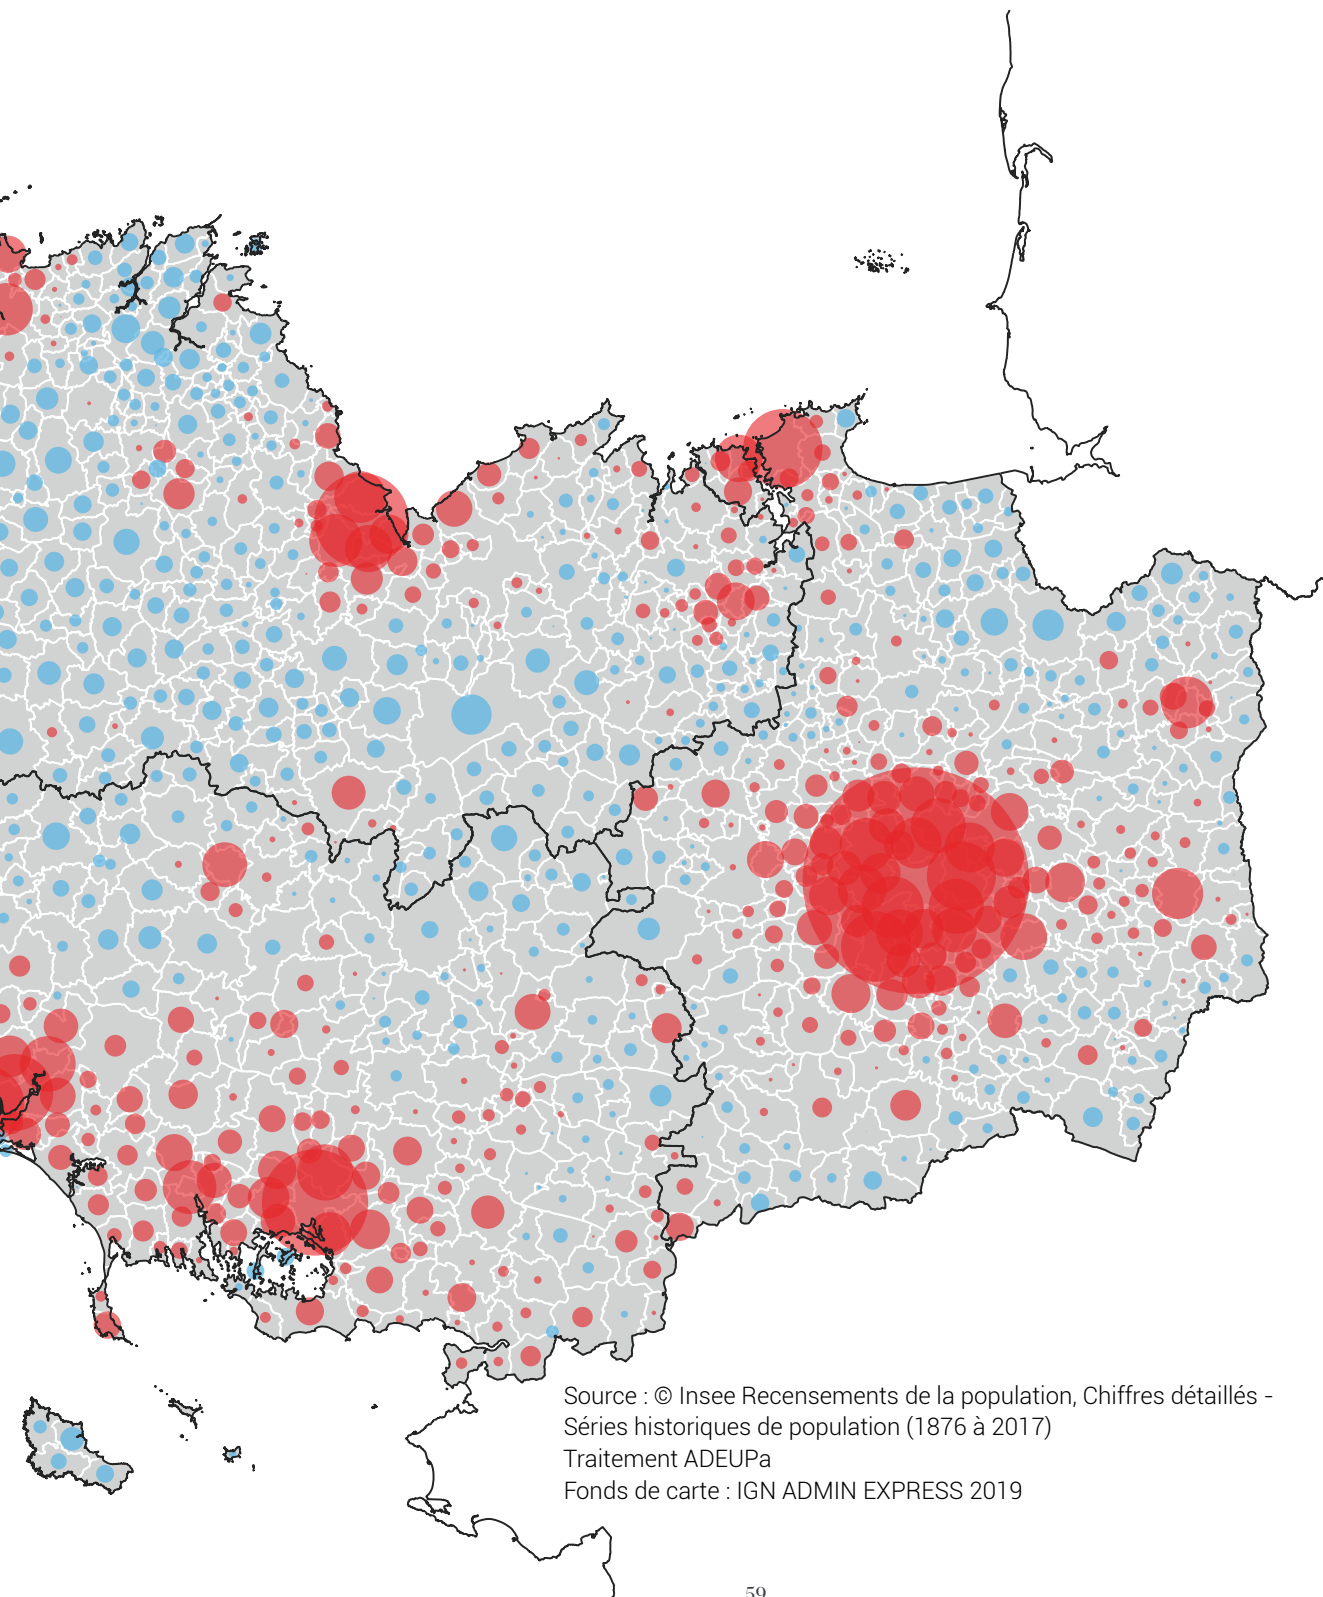 Source : © Insee Recensements de la population, Chiffres détaillés -
Séries historiques de population (1876 à 2017)
Traitement ADEUPa
Fonds de carte : IGN ADMIN EXPRESS 2019
59